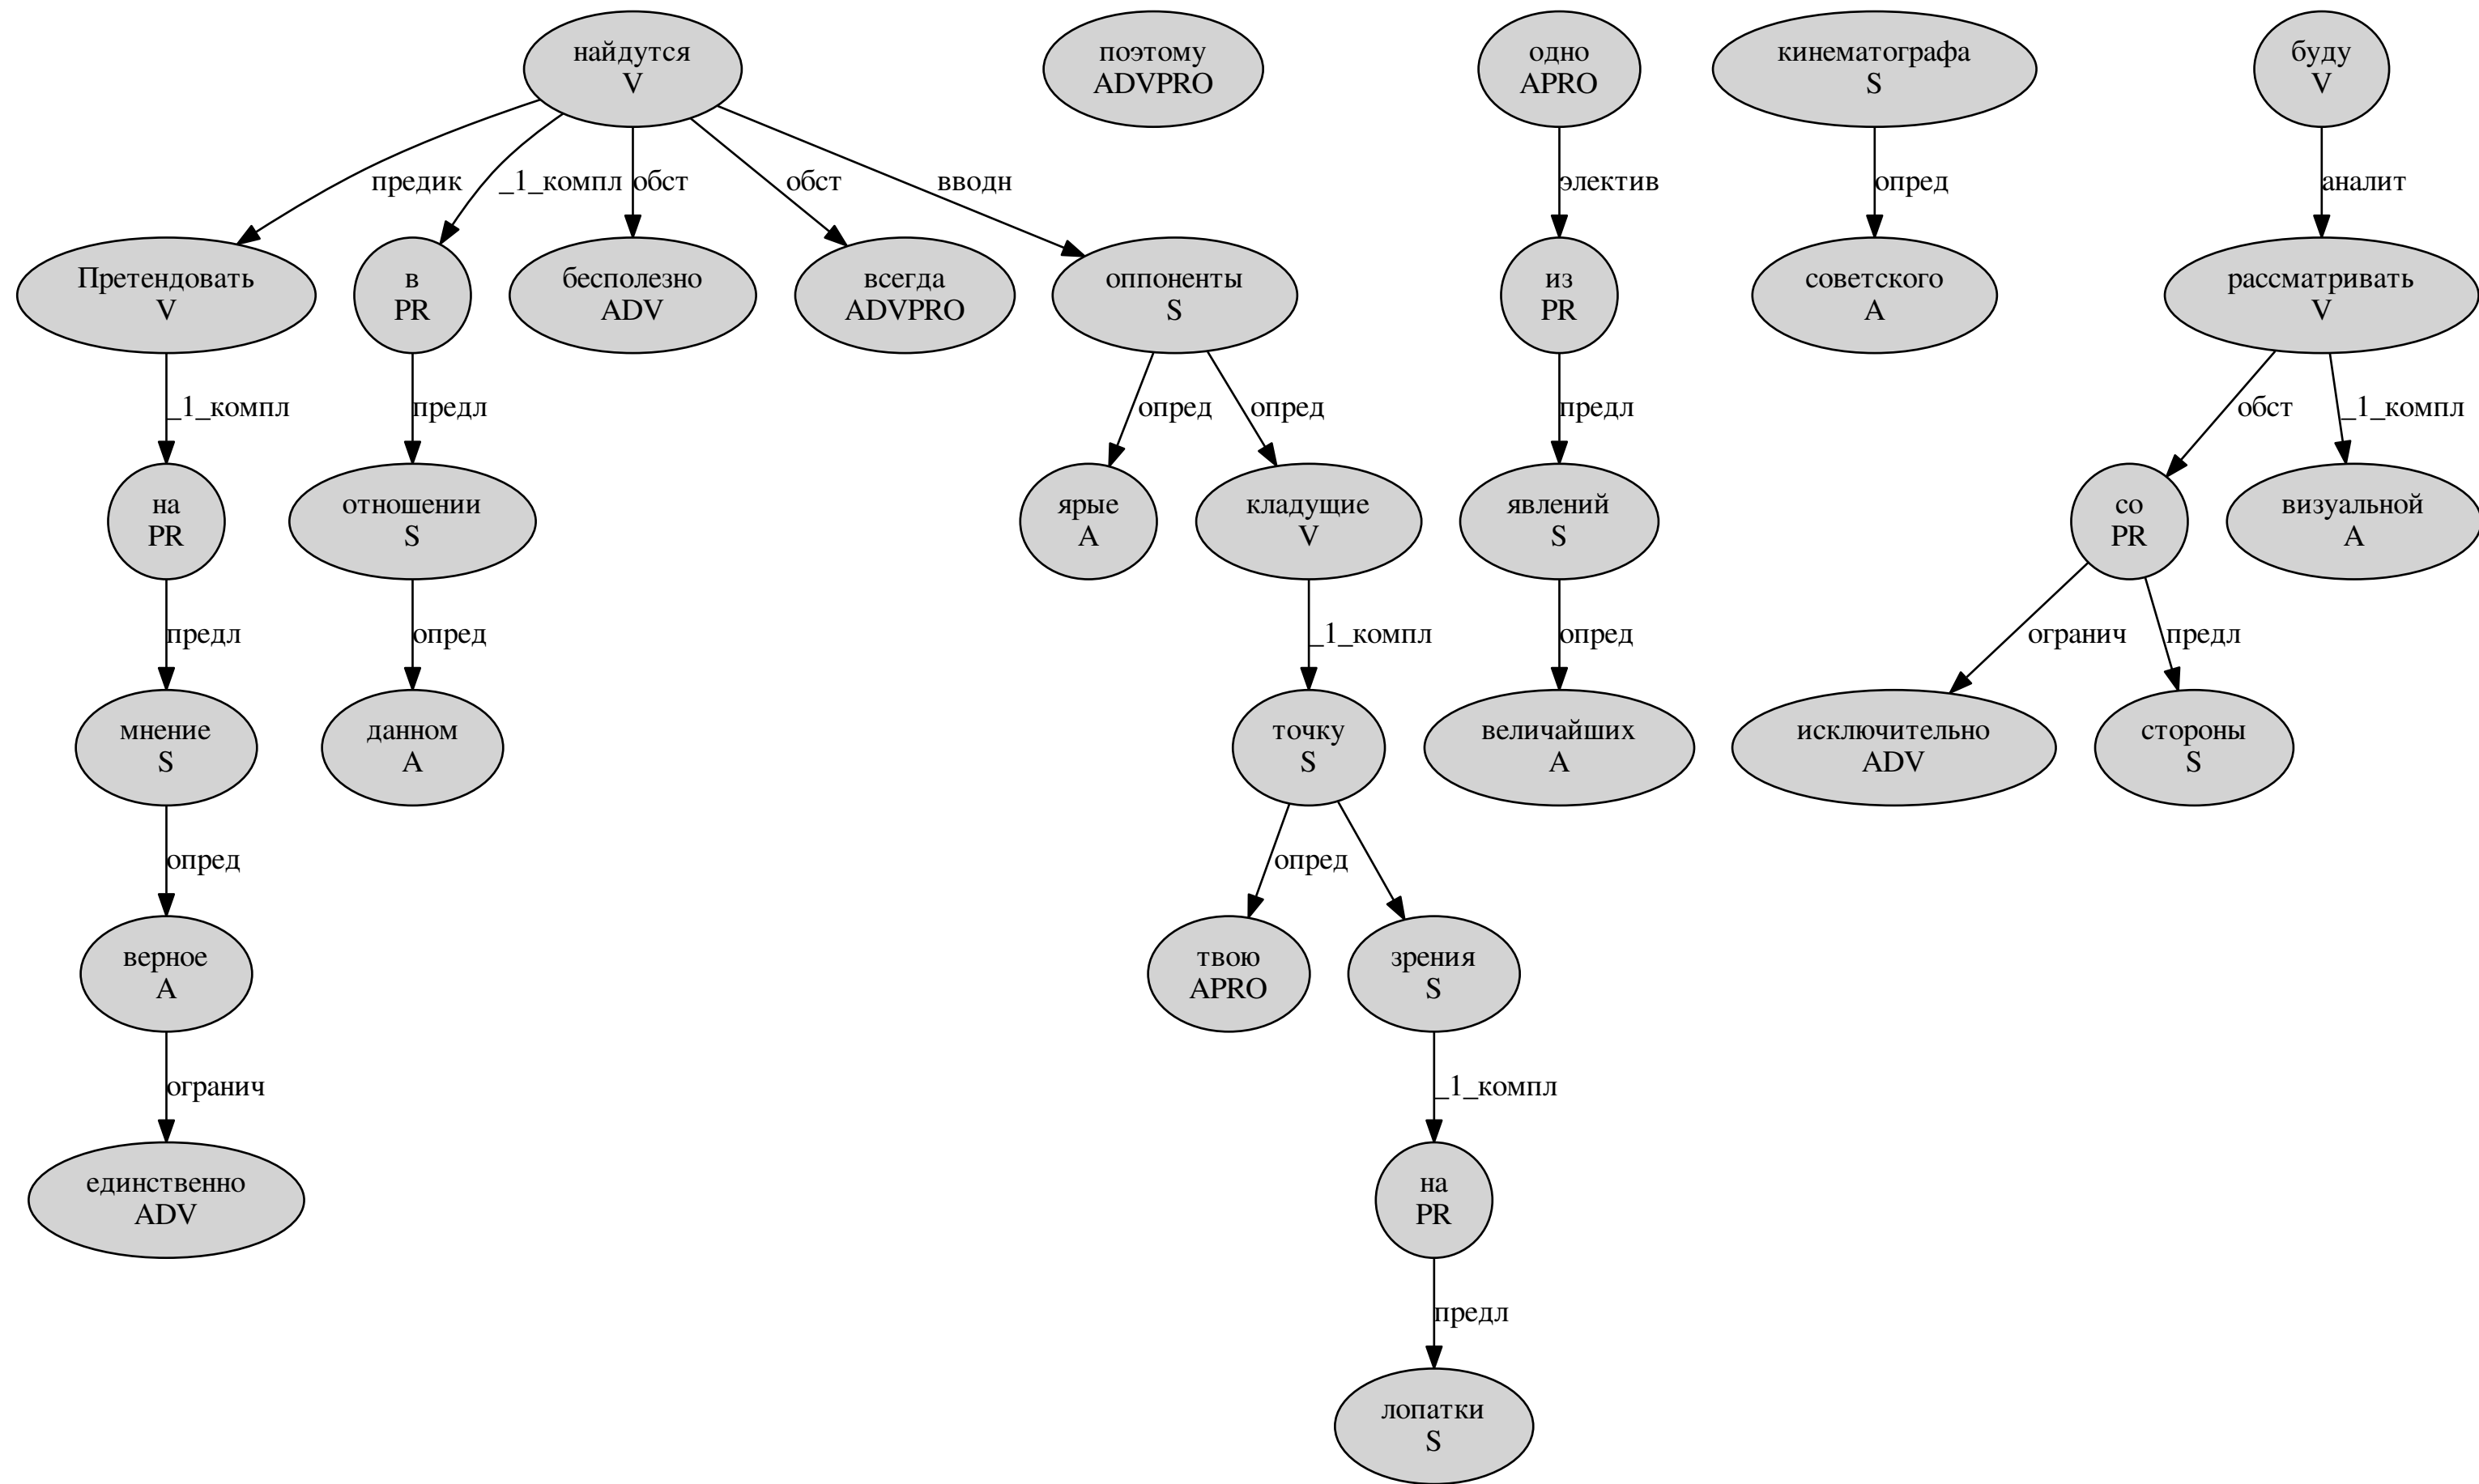 найдутся
V
поэтому
ADVPRO
одно
APRO
кинематографа
S
буду
V
предик
_1_компл
обст
обст
вводн
электив
опред
аналит
Претендовать
V
в
PR
бесполезно
ADV
всегда
ADVPRO
оппоненты
S
из
PR
советского
A
рассматривать
V
_1_компл
предл
опред
опред
предл
обст
_1_компл
на
PR
отношении
S
ярые
A
кладущие
V
явлений
S
со
PR
визуальной
A
предл
опред
_1_компл
опред
огранич
предл
мнение
S
данном
A
точку
S
величайших
A
исключительно
ADV
стороны
S
опред
опред
верное
A
твою
APRO
зрения
S
огранич
_1_компл
единственно
ADV
на
PR
предл
лопатки
S